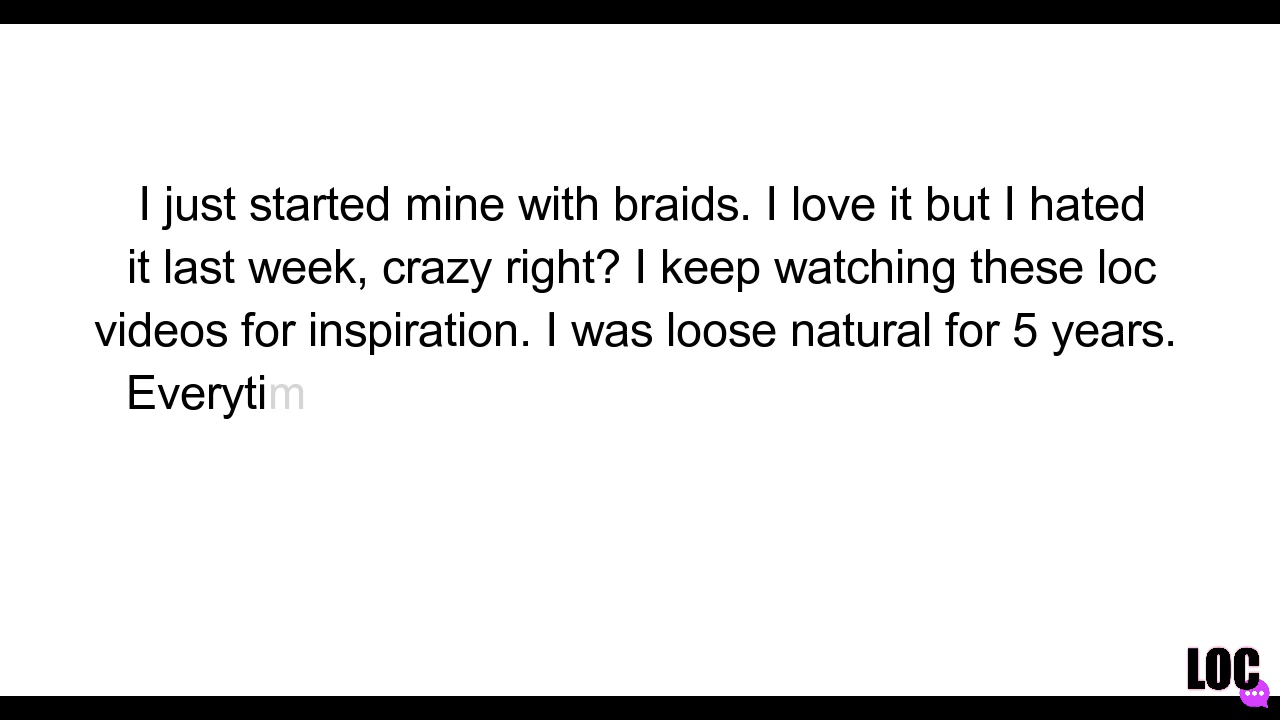 I just started mine with braids. I love it but I hated
it last week, crazy right? I keep watching these loc
videos for inspiration. I was loose natural for 5 years.
Everytim
LOC